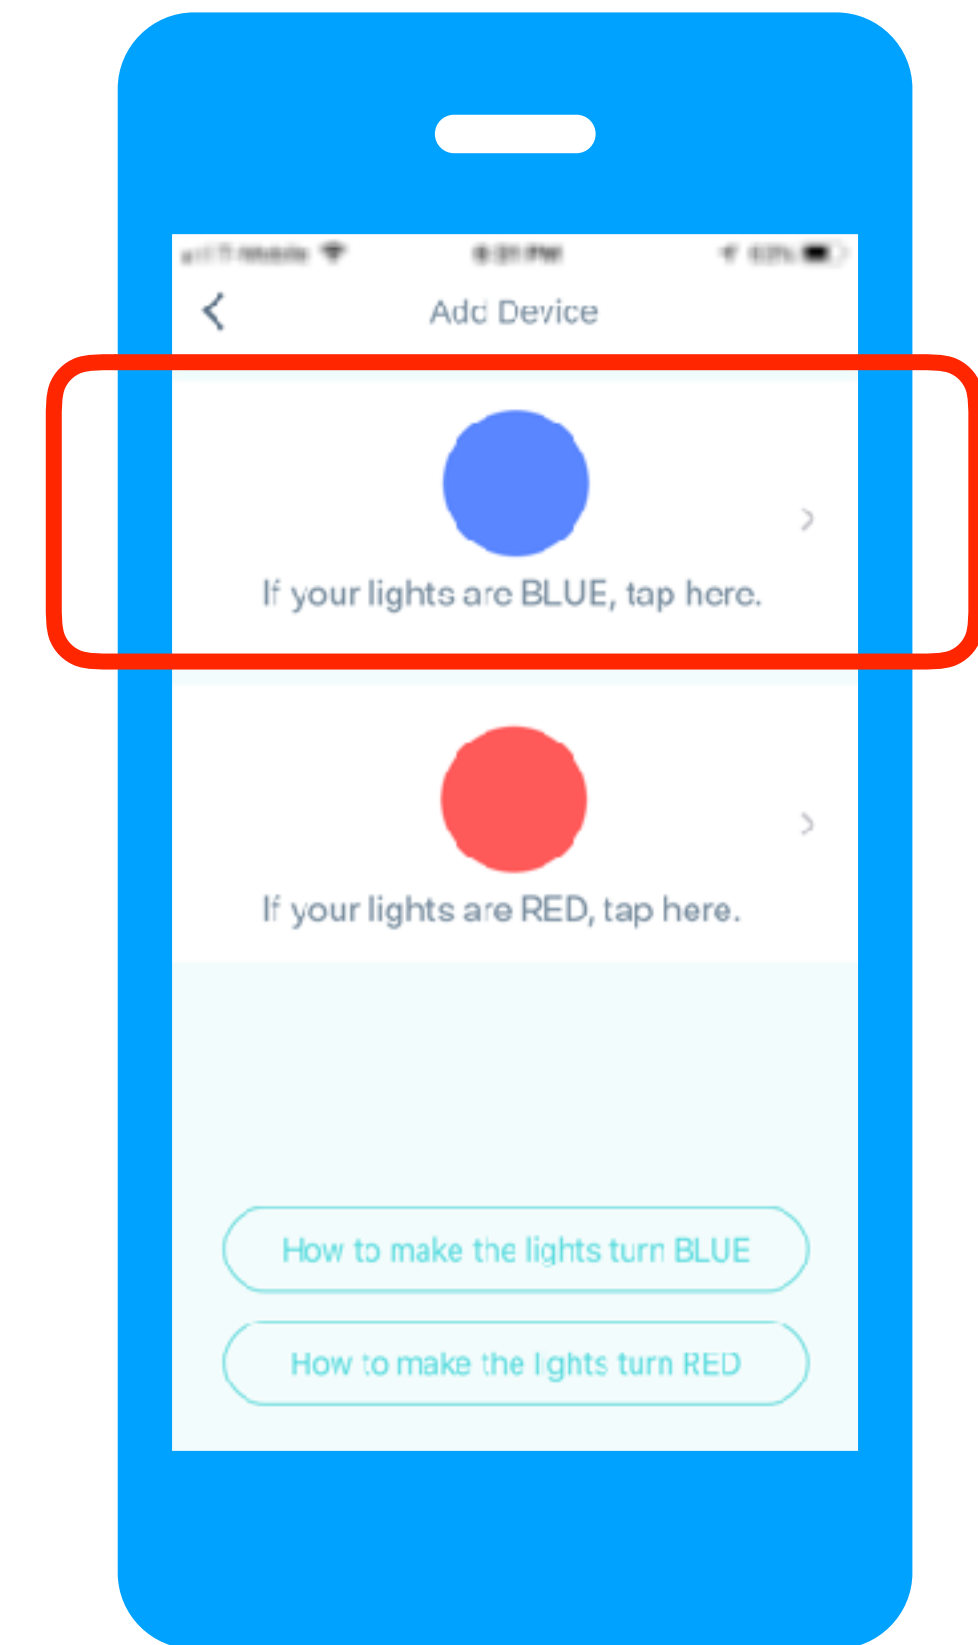 Add Device
If your lights are BLUE, tap here.
If your lights are RED, tap here.
How to make the lights turn BLUE
How to make the lights turn RED